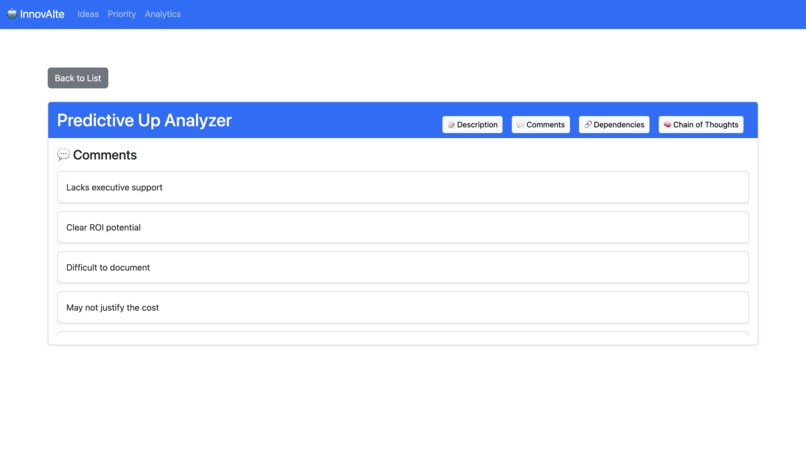 InnovAIte Ideas Priority Analytics
Back to List
Predictive Up Analyzer
Description Comments Dependencies Chain of Thoughts
Comments
Lacks executive support
Clear ROI potential
Difficult to document
May not justify the cost